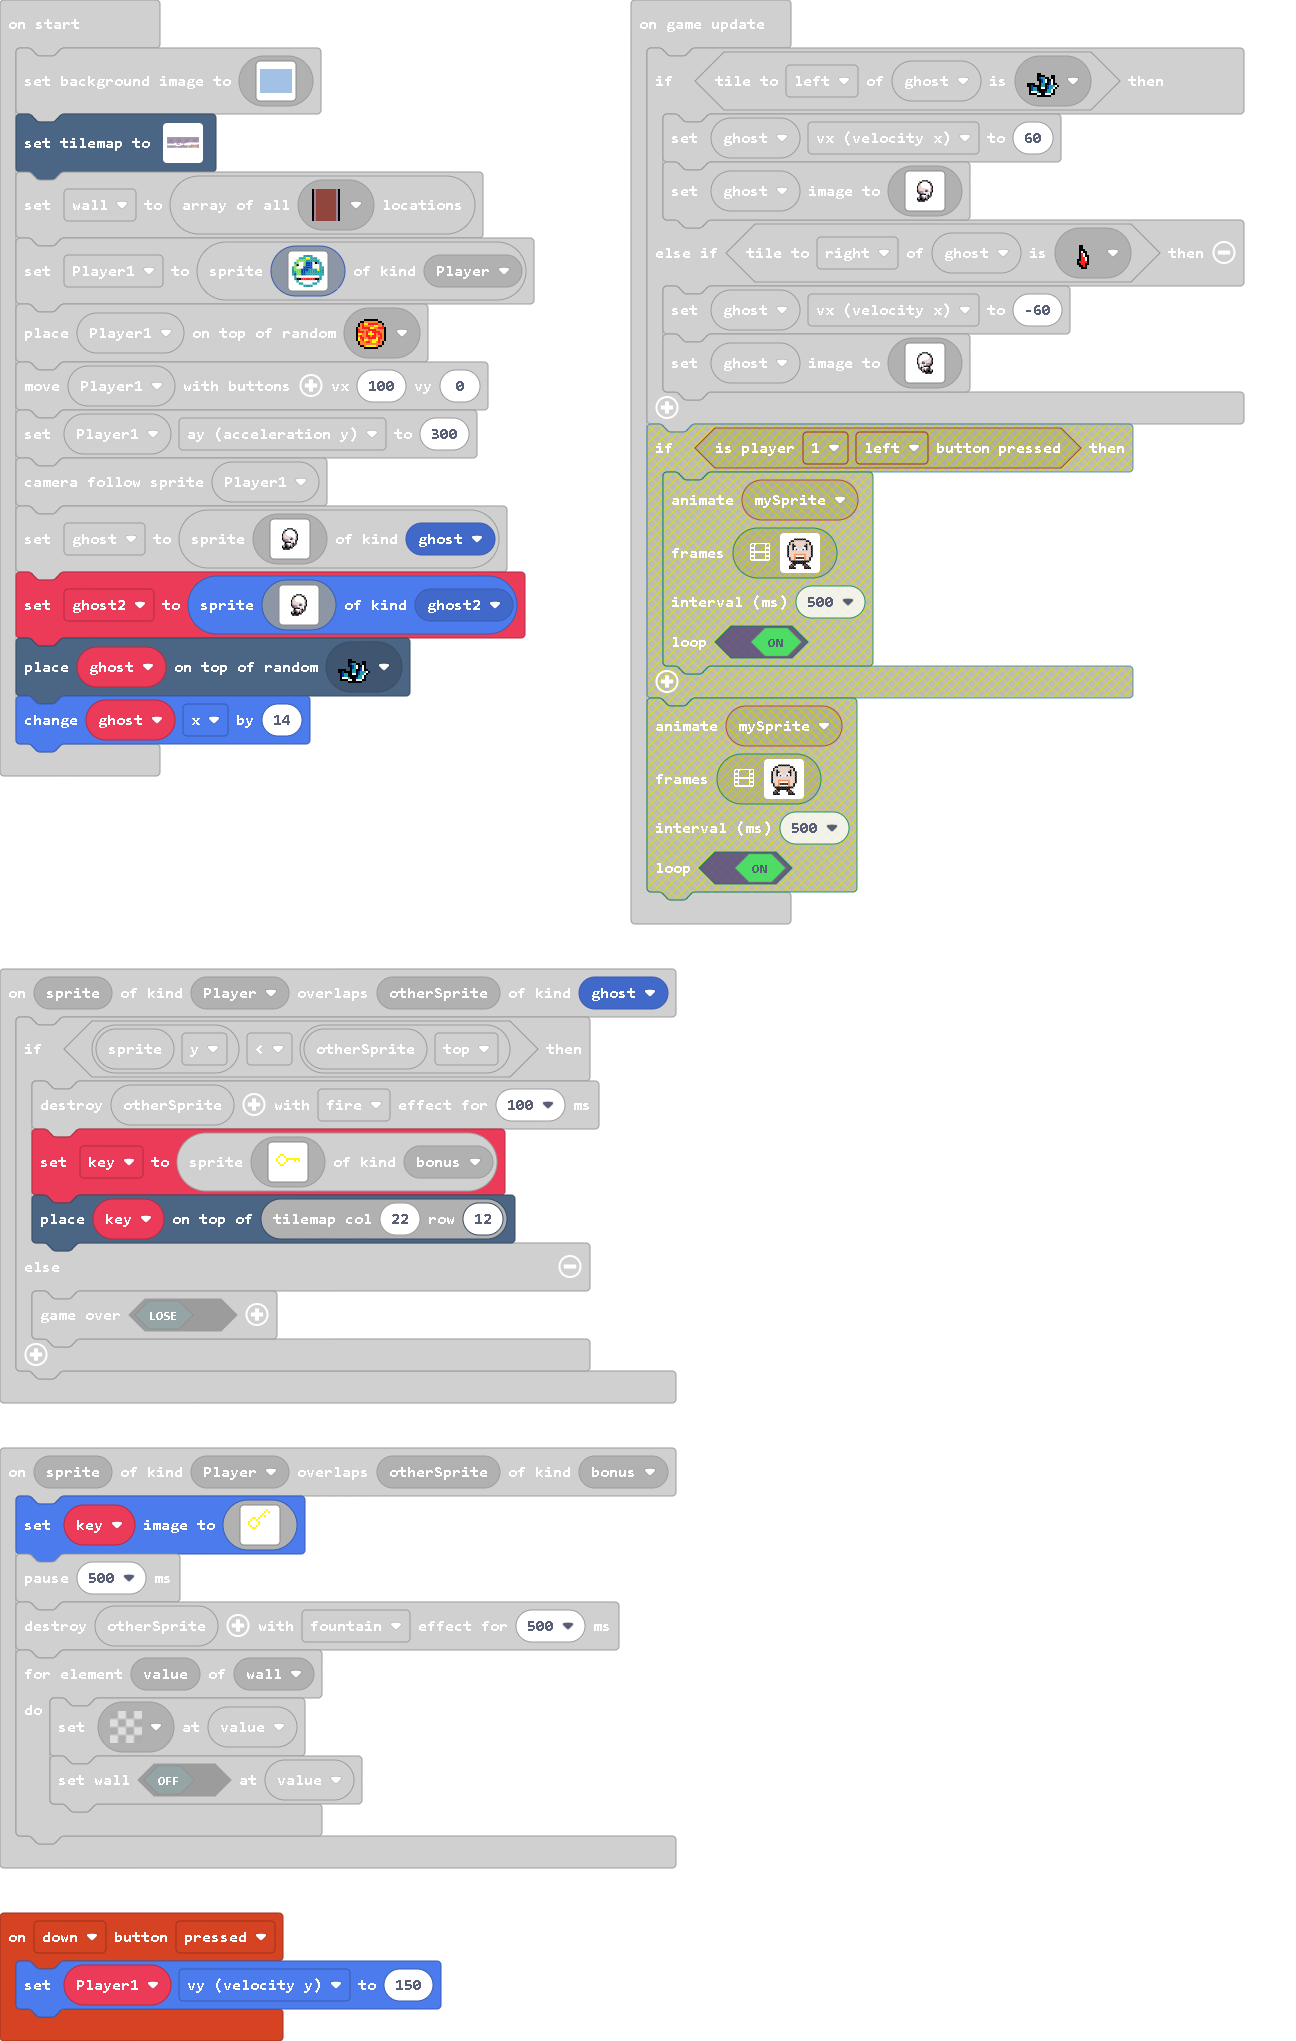 on start
set background image to
set tilemap to
set wall to array of all locations
set Player1 to sprite of kind Player
place Player1 on top of random
move Player1 with buttons vx 100 vy 0
set Player1 ay (acceleration y) to 300
camera follow sprite Player1
set ghost to sprite of kind ghost
set ghost2 to sprite of kind ghost2
place ghost on top of random
change ghost x by 14
on game update
if tile to left of ghost is then
set ghost vx (velocity x) to 60
set ghost image to
else if tile to right of ghost is then
set ghost vx (velocity x) to -60
set ghost image to
if is player 1 left button pressed then
animate mySprite
frames
interval (ms) 500
loop ON
animate mySprite
frames
interval (ms) 500
loop ON
on sprite of kind Player overlaps otherSprite of kind ghost
if sprite y < otherSprite top then
destroy otherSprite with fire effect for 100 ms
set key to sprite of kind bonus
place key on top of tilemap col 22 row 12
else
game over LOSE
on sprite of kind Player overlaps otherSprite of kind bonus
set key image to
pause 500 ms
destroy otherSprite with fountain effect for 500 ms
for element value of wall
do
set at value
set wall OFF at value
on down button pressed
set Player1 vy (velocity y) to 150